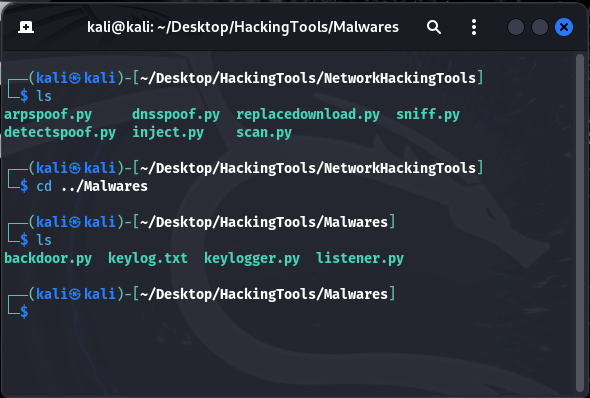 kali@kali: ~/Desktop/HackingTools/Malwares
┌──(kali㉿kali)-[~/Desktop/HackingTools/NetworkHackingTools]
└─$ ls
arpspoof.py     dnsspoof.py  replacedownload.py  sniff.py
detectspoof.py  inject.py    scan.py
┌──(kali㉿kali)-[~/Desktop/HackingTools/NetworkHackingTools]
└─$ cd ../Malwares
┌──(kali㉿kali)-[~/Desktop/HackingTools/Malwares]
└─$ ls
backdoor.py  keylog.txt  keylogger.py  listener.py
┌──(kali㉿kali)-[~/Desktop/HackingTools/Malwares]
└─$